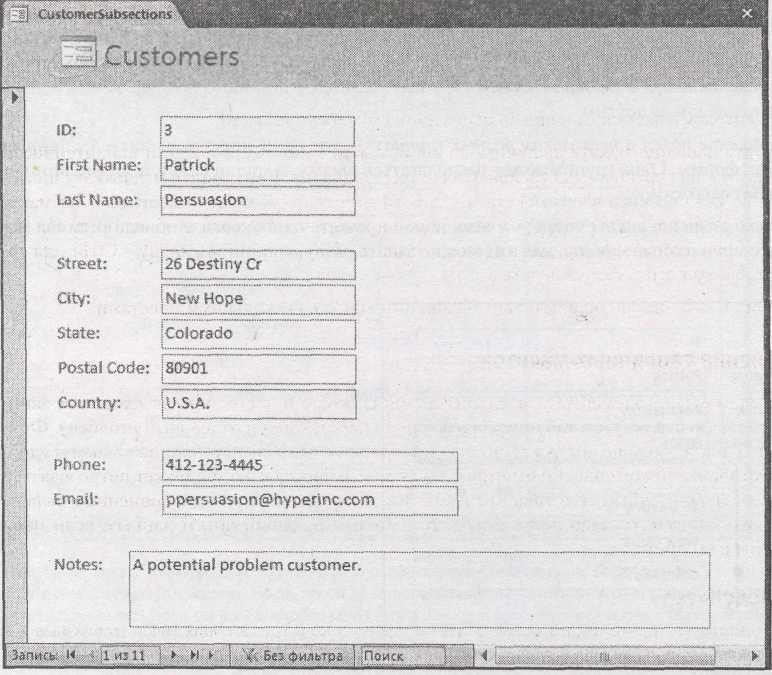 CustomerSubsections
Customers
ID: 3
First Name: Patrick
Last Name: Persuasion
Street: 26 Destiny Cr
City: New Hope
State: Colorado
Postal Code: 80901
Country: U.S.A.
Phone: 412-123-4445
Email: ppersuasion@hyperinc.com
Notes: A potential problem customer.
Запись: 1 из 11 Без фильтра Поиск